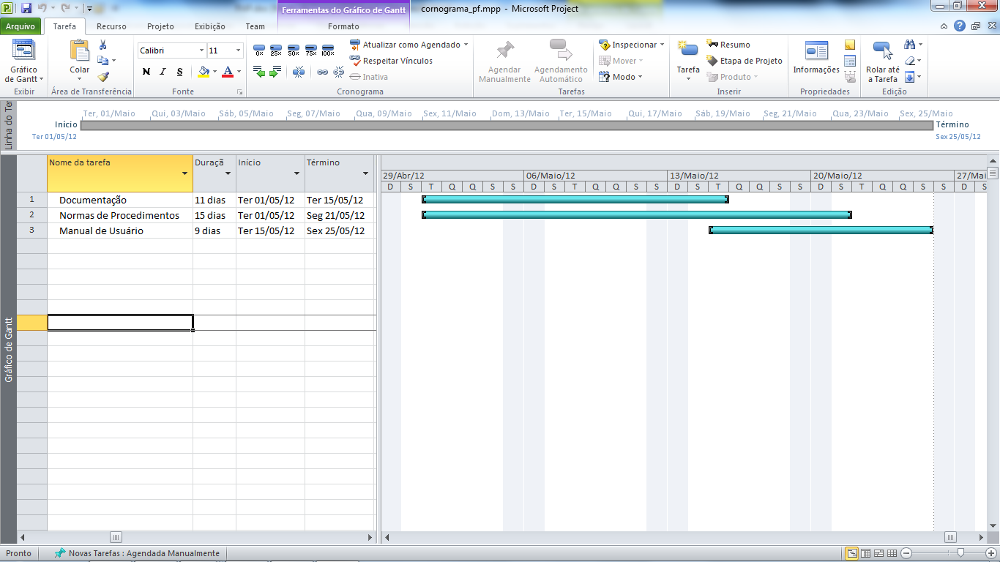 Ferramentas do Gráfico de Gantt
cornograma_pf.mpp - Microsoft Project
Arquivo Tarefa Recurso Projeto Exibição Team Formato
Gráfico de Gantt
Exibir
Colar
Área de Transferência
Calibri 11
N I S A
Fonte
0% 25% 50% 75% 100%
Atualizar como Agendado
Respeitar Vínculos
Inativa
Cronograma
Agendar Manualmente
Agendamento Automático
Inspecionar
Mover
Modo
Tarefas
Tarefa
Resumo
Etapa de Projeto
Produto
Inserir
Informações
Propriedades
Rolar até a Tarefa
Edição
Linha do Ter
Ter, 01/Maio Qui, 03/Maio Sáb, 05/Maio Seg, 07/Maio Qua, 09/Maio Sex, 11/Maio Dom, 13/Maio Ter, 15/Maio Qui, 17/Maio Sáb, 19/Maio Seg, 21/Maio Qua, 23/Maio Sex, 25/Maio
Início
Ter 01/05/12
Término
Sex 25/05/12
Gráfico de Gantt
Nome da tarefa Duraçã Início Término
29/Abr/12 06/Maio/12 13/Maio/12 20/Maio/12 27/Mai
D S T Q Q S S D S T Q Q S S D S T Q Q S S D S T Q Q S S D S
1 Documentação 11 dias Ter 01/05/12 Ter 15/05/12
2 Normas de Procedimentos 15 dias Ter 01/05/12 Seg 21/05/12
3 Manual de Usuário 9 dias Ter 15/05/12 Sex 25/05/12
Pronto
Novas Tarefas : Agendada Manualmente